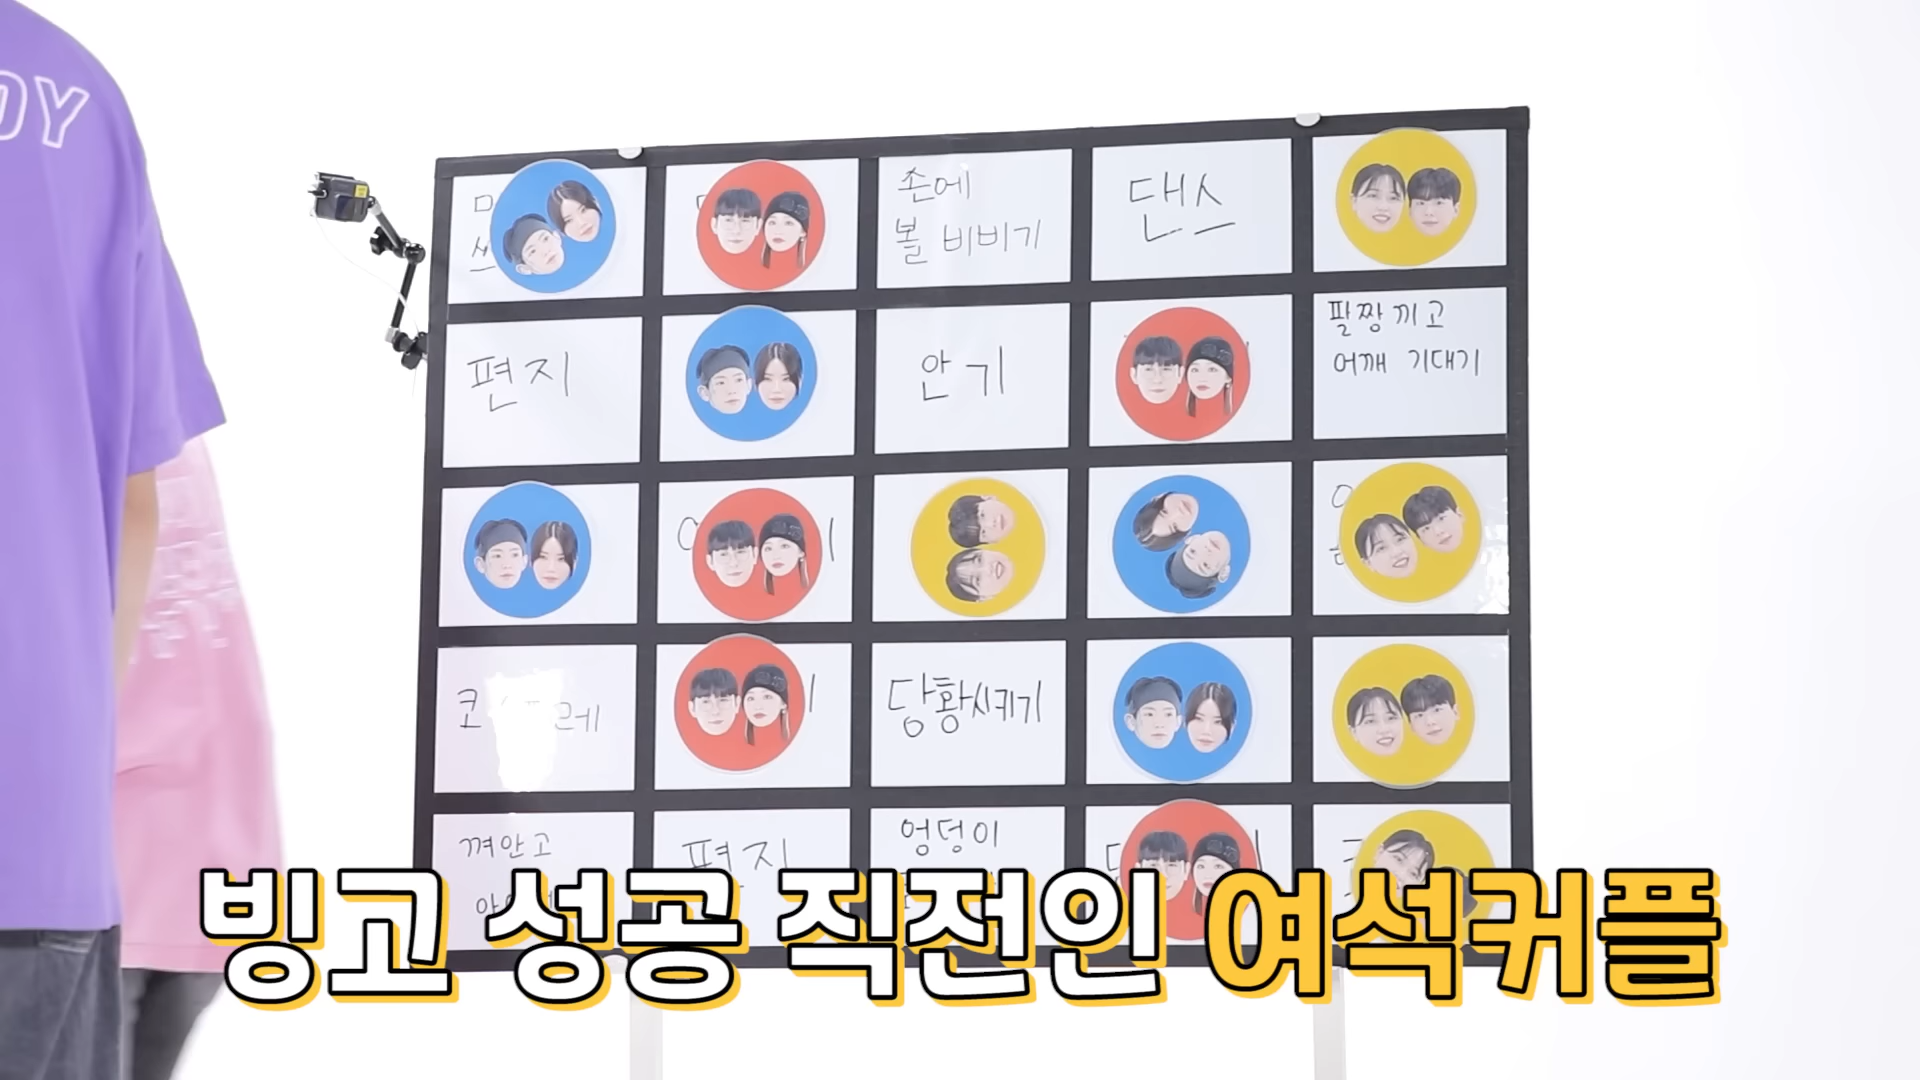 손에
볼 비비기
댄스
편지
안기
팔짱 끼고
어깨 기대기
당황시키기
껴안고
편지
엉덩이
빙고 성공 직전인 여석커플